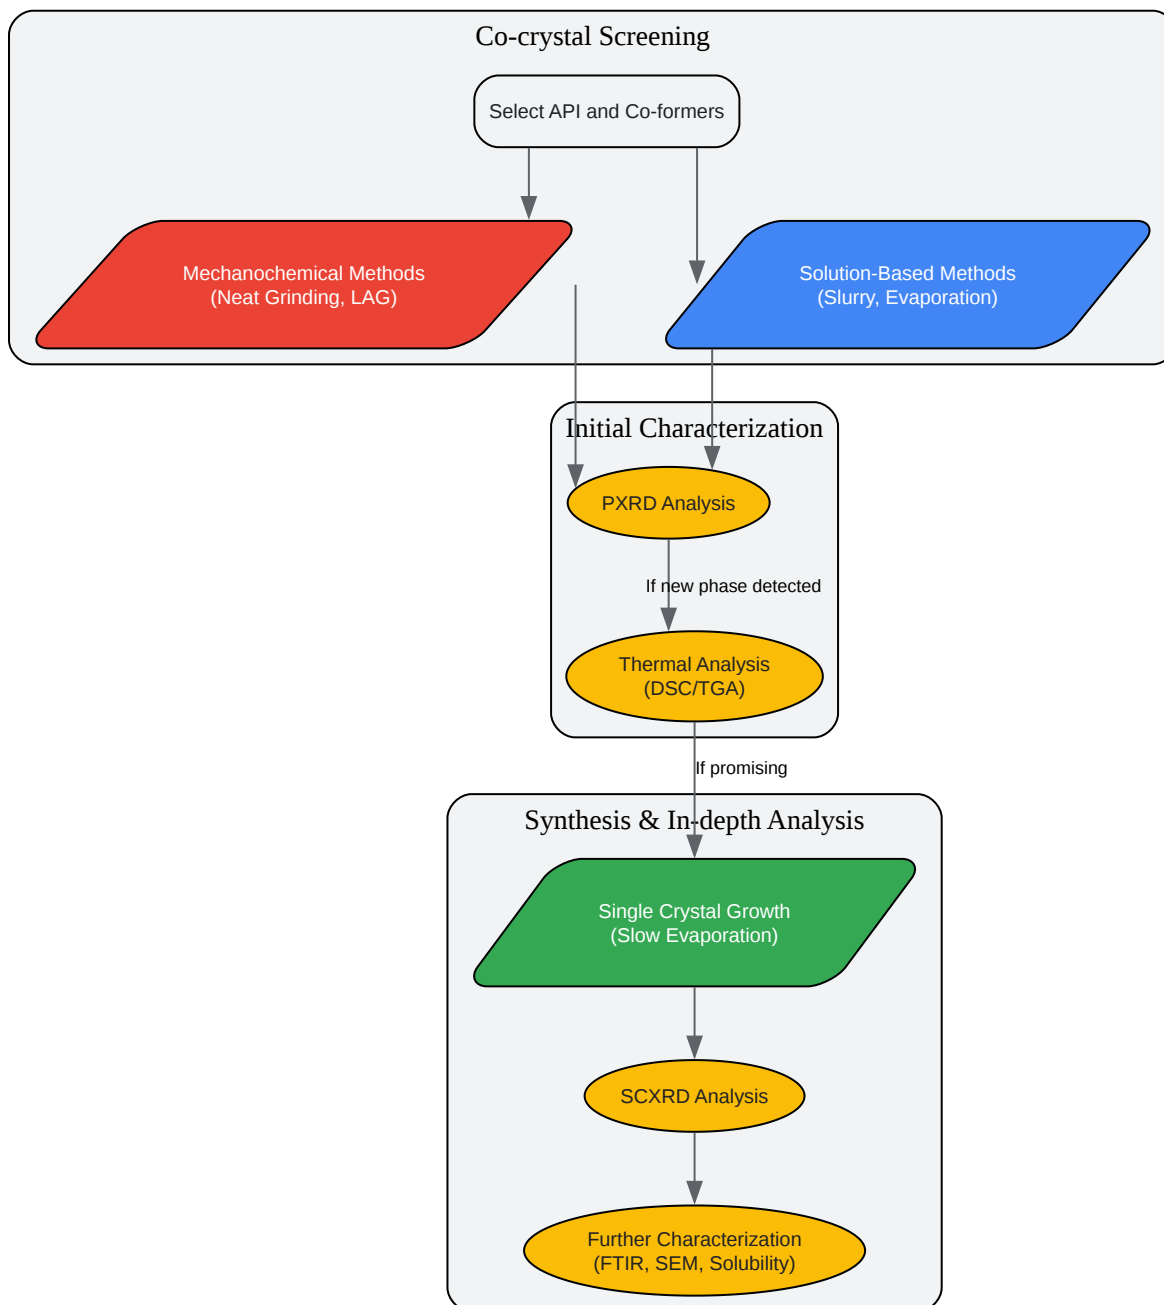 Co-crystal Screening
Select API and Co-formers
Mechanochemical Methods
(Neat Grinding, LAG)
Solution-Based Methods
(Slurry, Evaporation)
Initial Characterization
PXRD Analysis
If new phase detected
Thermal Analysis
(DSC/TGA)
If promising
Synthesis & In-depth Analysis
Single Crystal Growth
(Slow Evaporation)
SCXRD Analysis
Further Characterization
(FTIR, SEM, Solubility)